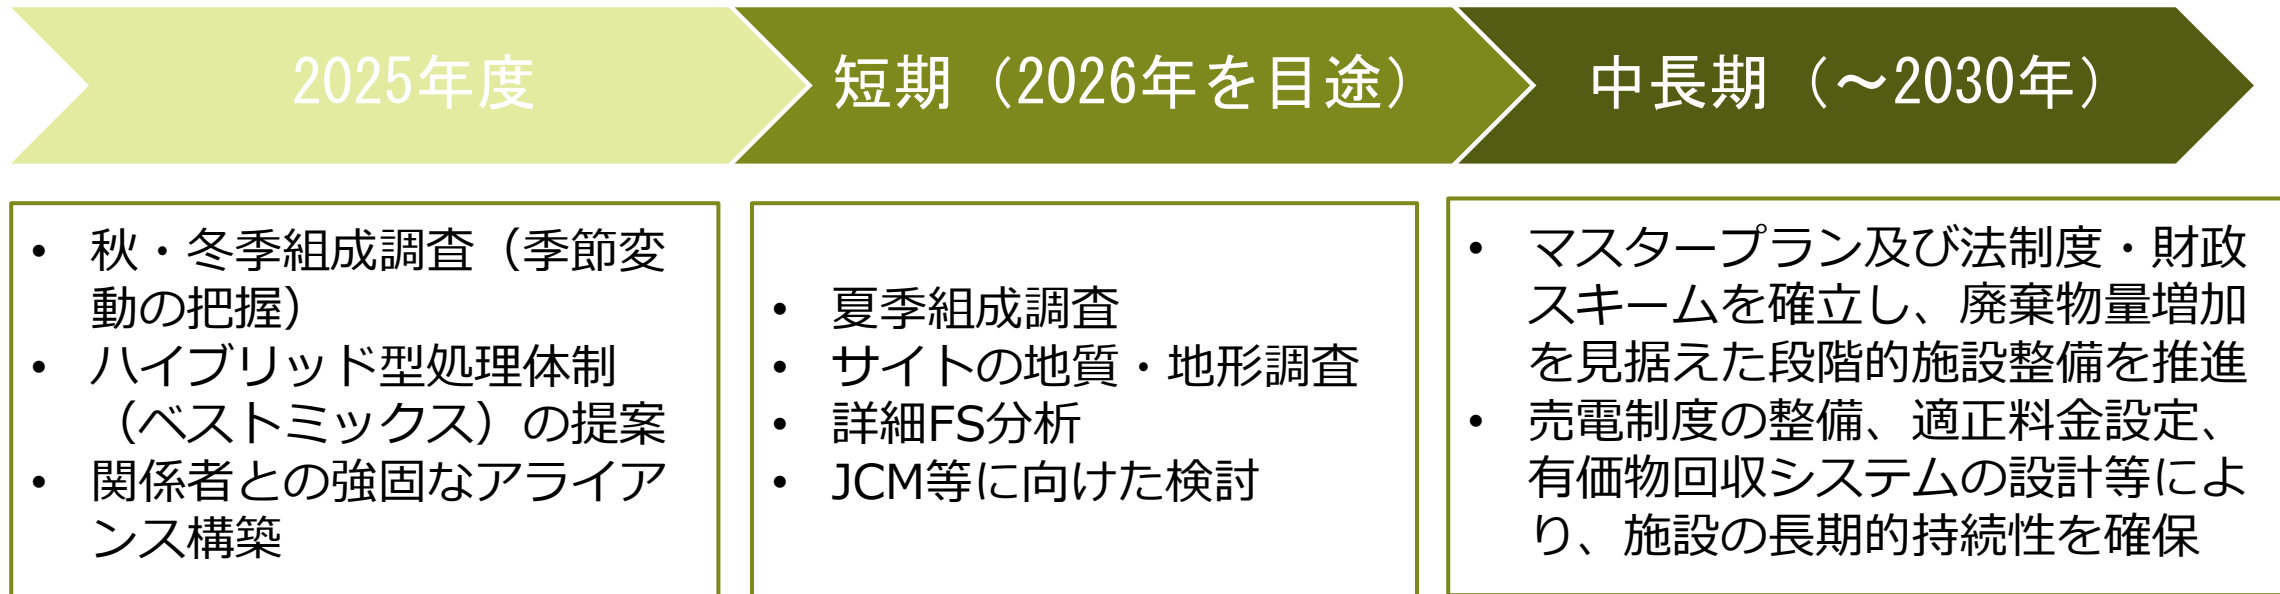 2025年度
短期（2026年を目途）
中長期（～2030年）
• 秋・冬季組成調査（季節変
動の把握）
• ハイブリッド型処理体制
（ベストミックス）の提案
• 関係者との強固なアライア
ンス構築
• 夏季組成調査
• サイトの地質・地形調査
• 詳細FS分析
• JCM等に向けた検討
• マスタープラン及び法制度・財政
スキームを確立し、廃棄物量増加
を見据えた段階的施設整備を推進
• 売電制度の整備、適正料金設定、
有価物回収システムの設計等によ
り、施設の長期的持続性を確保